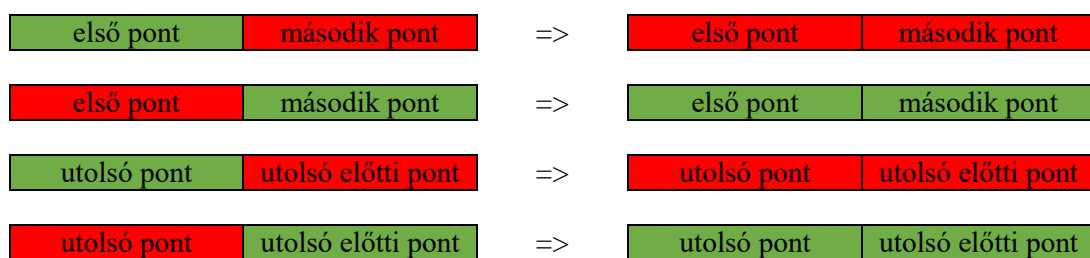 első pont második pont => első pont második pont
első pont második pont => első pont második pont
utolsó pont utolsó előtti pont => utolsó pont utolsó előtti pont
utolsó pont utolsó előtti pont => utolsó pont utolsó előtti pont